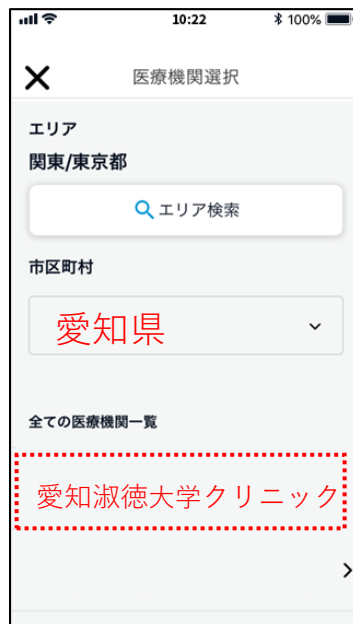 10:22
100%
医療機関選択
エリア
関東/東京都
エリア検索
市区町村
愛知県
全ての医療機関一覧
愛知淑徳大学クリニック